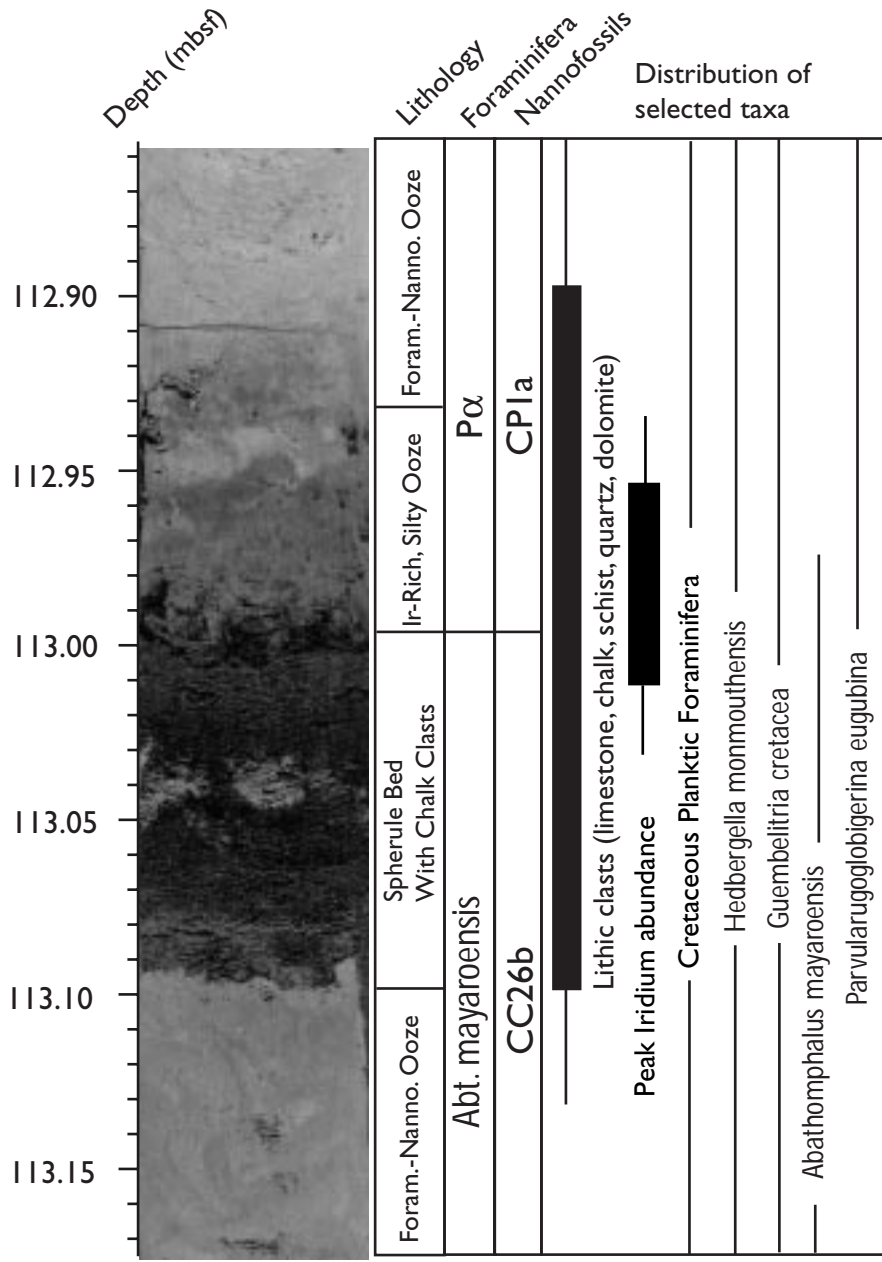 Depth (mbsf)
Lithology
Foraminifera
Nannofossils
Distribution of
selected taxa
112.90
112.95
113.00
113.05
113.10
113.15
Foram.-Nanno. Ooze
Ir-Rich, Silty Ooze
Spherule Bed
With Chalk Clasts
Foram.-Nanno. Ooze
Pα
Abt. mayaroensis
CP1a
CC26b
Lithic clasts (limestone, chalk, schist, quartz, dolomite)
Peak Iridium abundance
Cretaceous Planktic Foraminifera
Hedbergella monmouthensis
Guembelitria cretacea
Abathomphalus mayaroensis
Parvularugoglobigerina eugubina